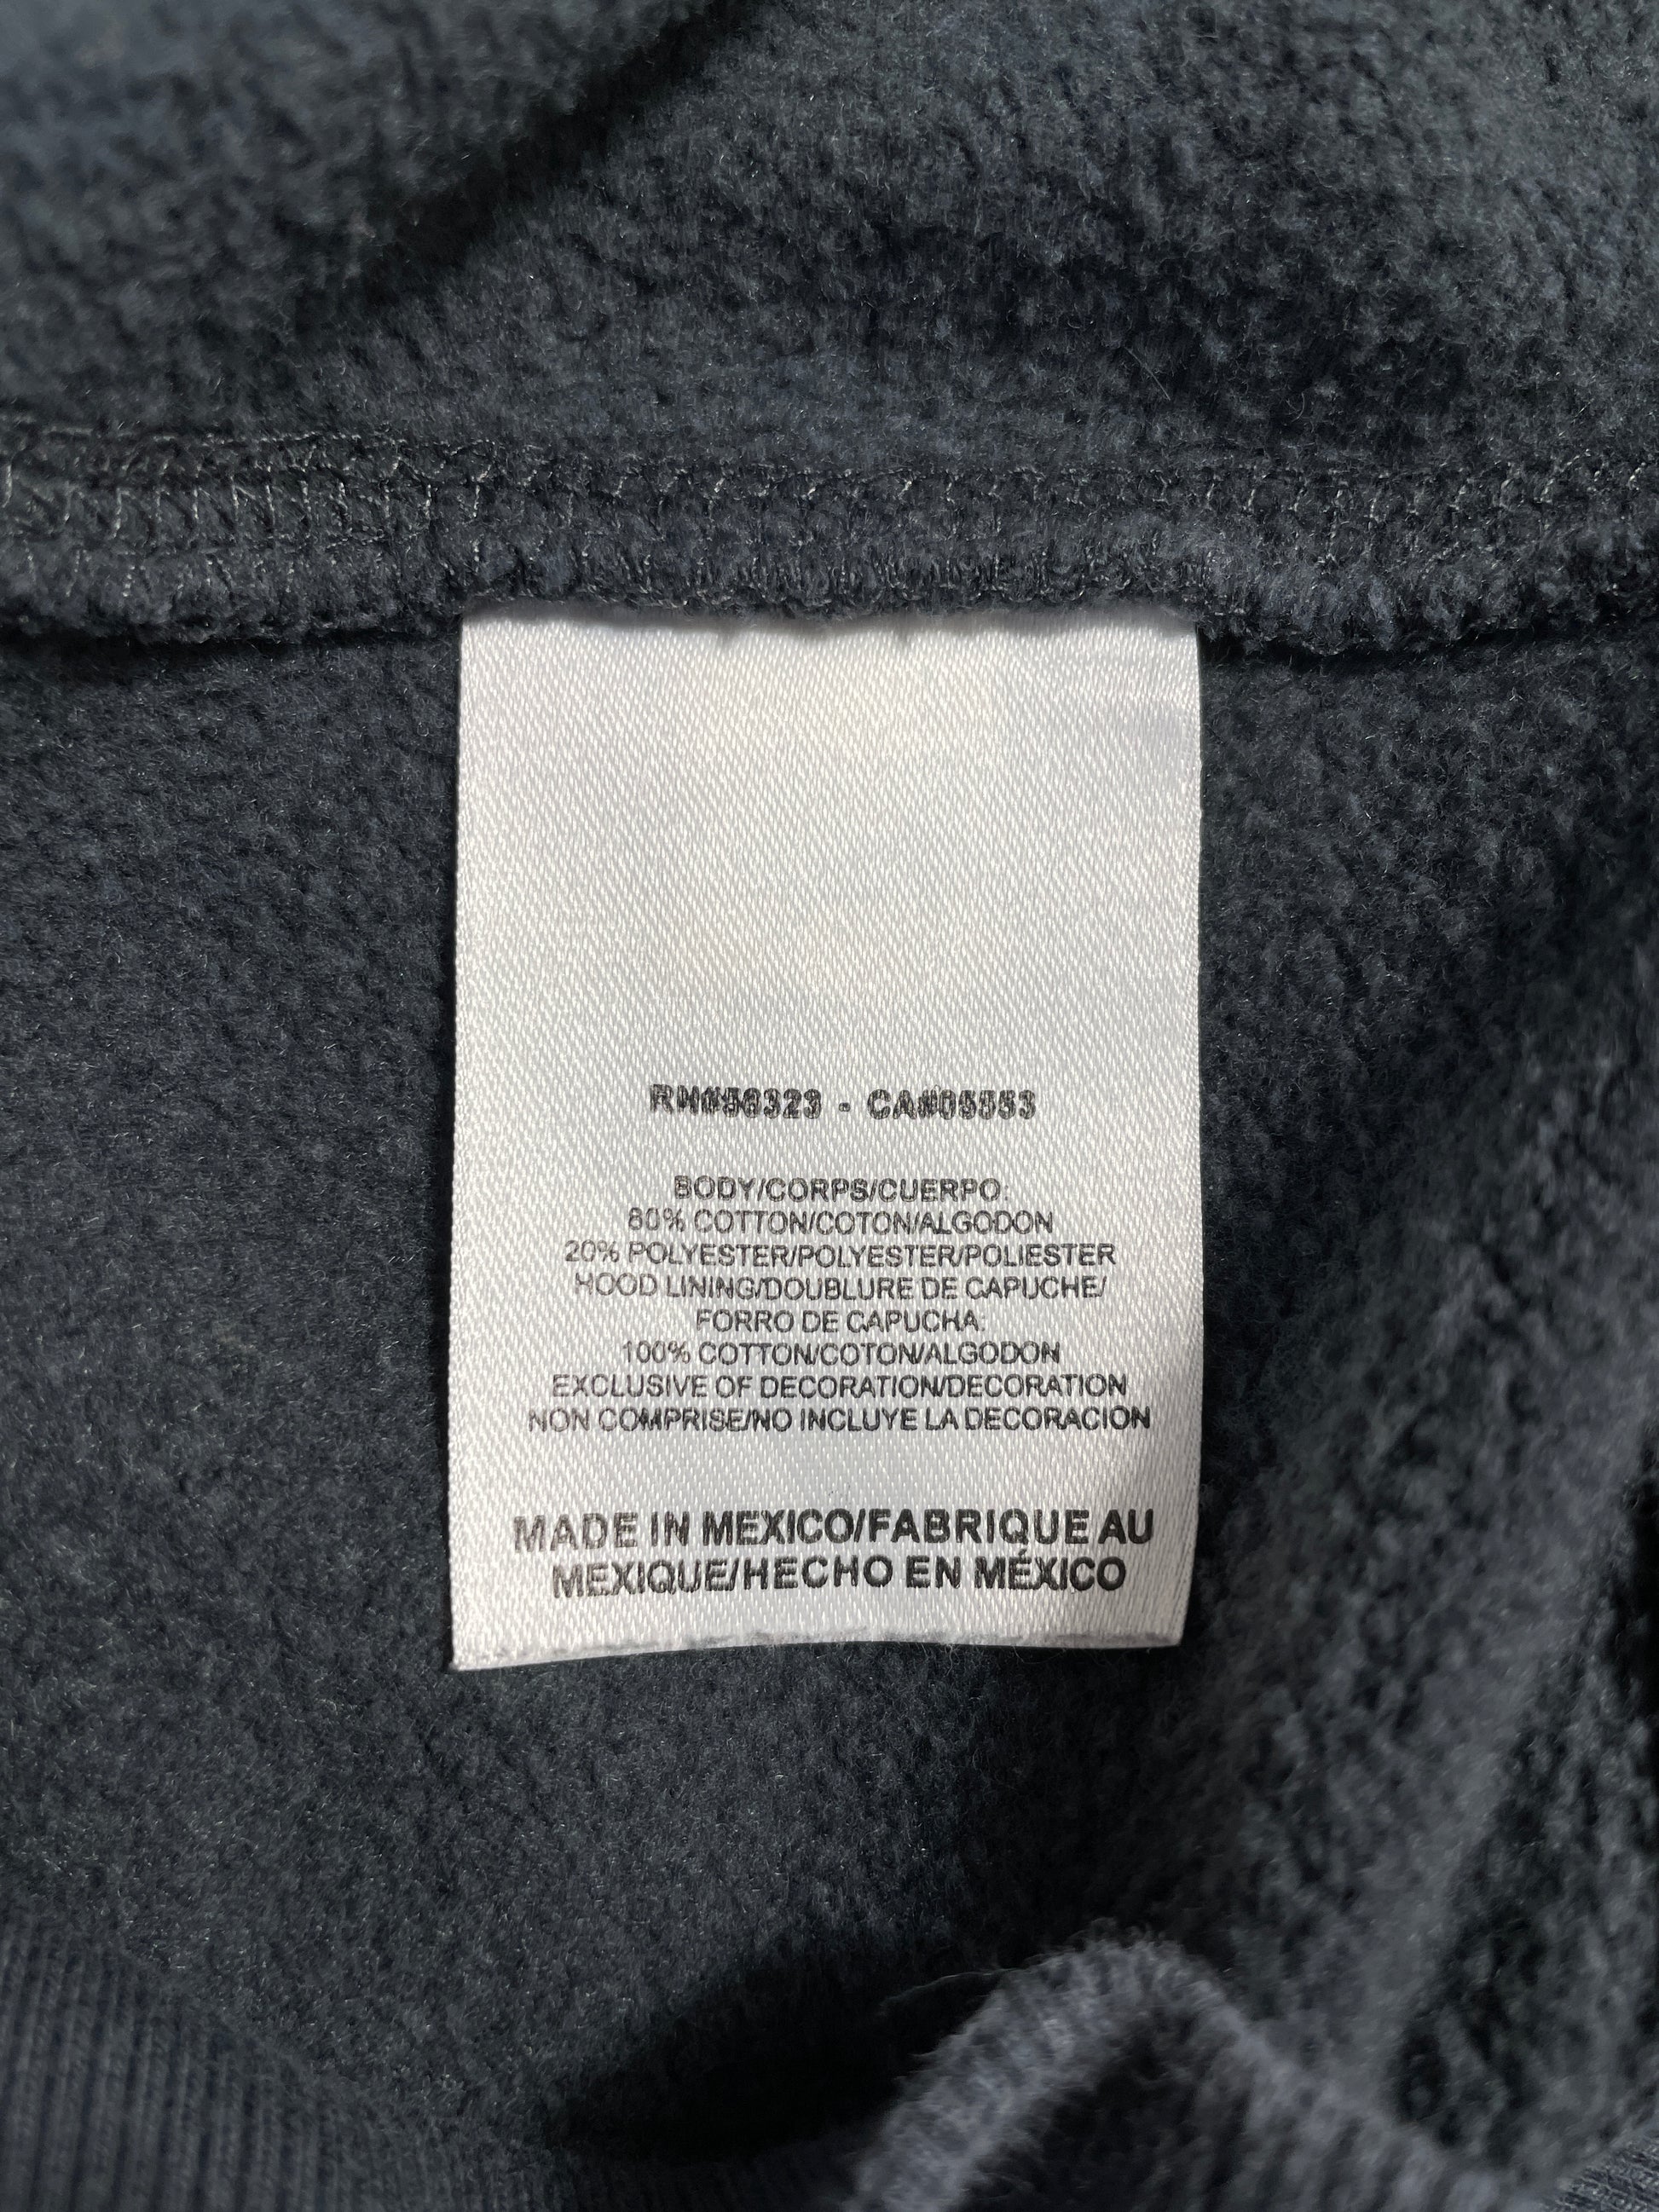 RN#56323 - CA#05553
BODY/CORPS/CUERPO:
80% COTTON/COTON/ALGODON
20% POLYESTER/POLYESTER/POLIESTER
HOOD LINING/DOUBLURE DE CAPUCHE/
FORRO DE CAPUCHA:
100% COTTON/COTON/ALGODON
EXCLUSIVE OF DECORATION/DECORATION
NON COMPRISE/NO INCLUYE LA DECORACION
MADE IN MEXICO/FABRIQUE AU
MEXIQUE/HECHO EN MÉXICO